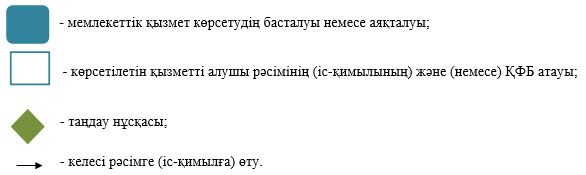 - мемлекеттік қызмет көрсетудің басталуы немесе аяқталуы;
- көрсетілетін қызметті алушы рәсімінің (іс-қимылының) және (немесе) ҚФБ атауы;
- таңдау нұсқасы;
- келесі рәсімге (іс-қимылға) өту.